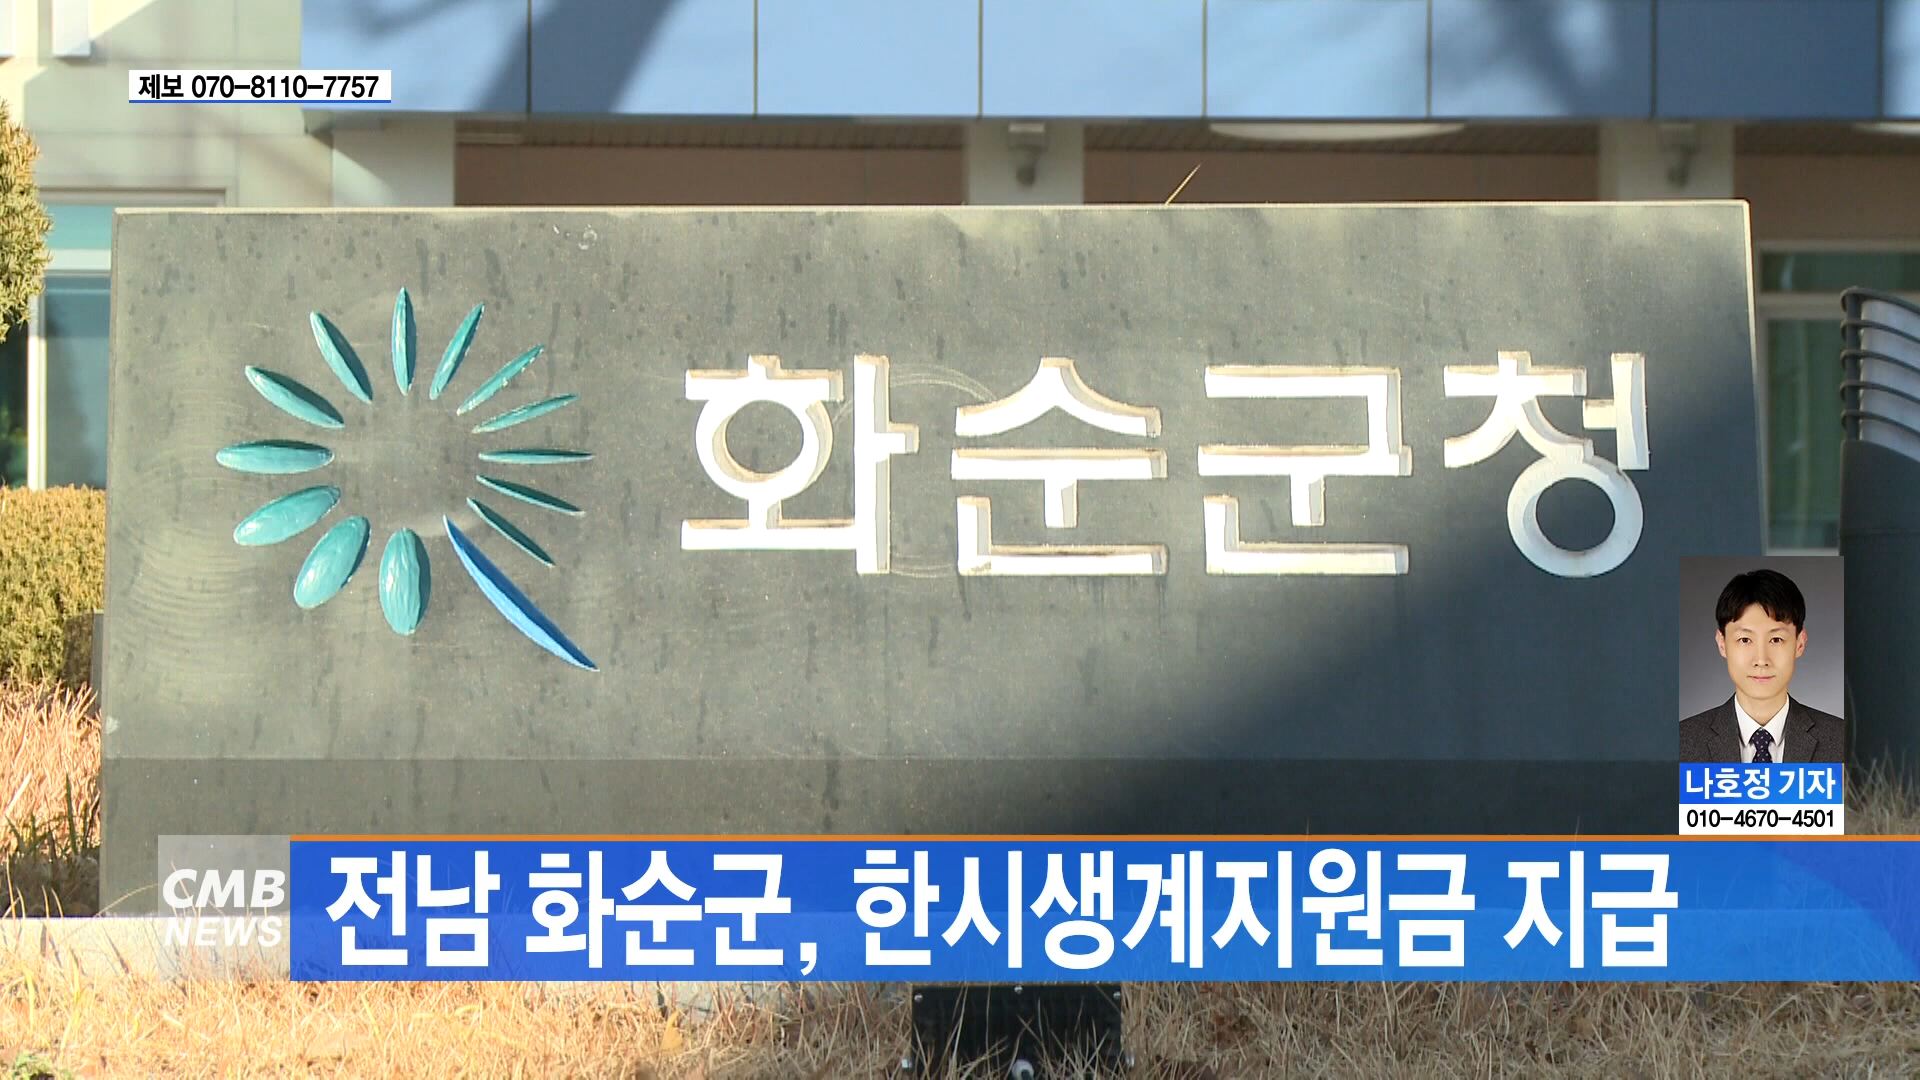 제보 070-8110-7757
화순군청
나호정 기자
010-4670-4501
CMB
NEWS
전남 화순군, 한시생계지원금 지급